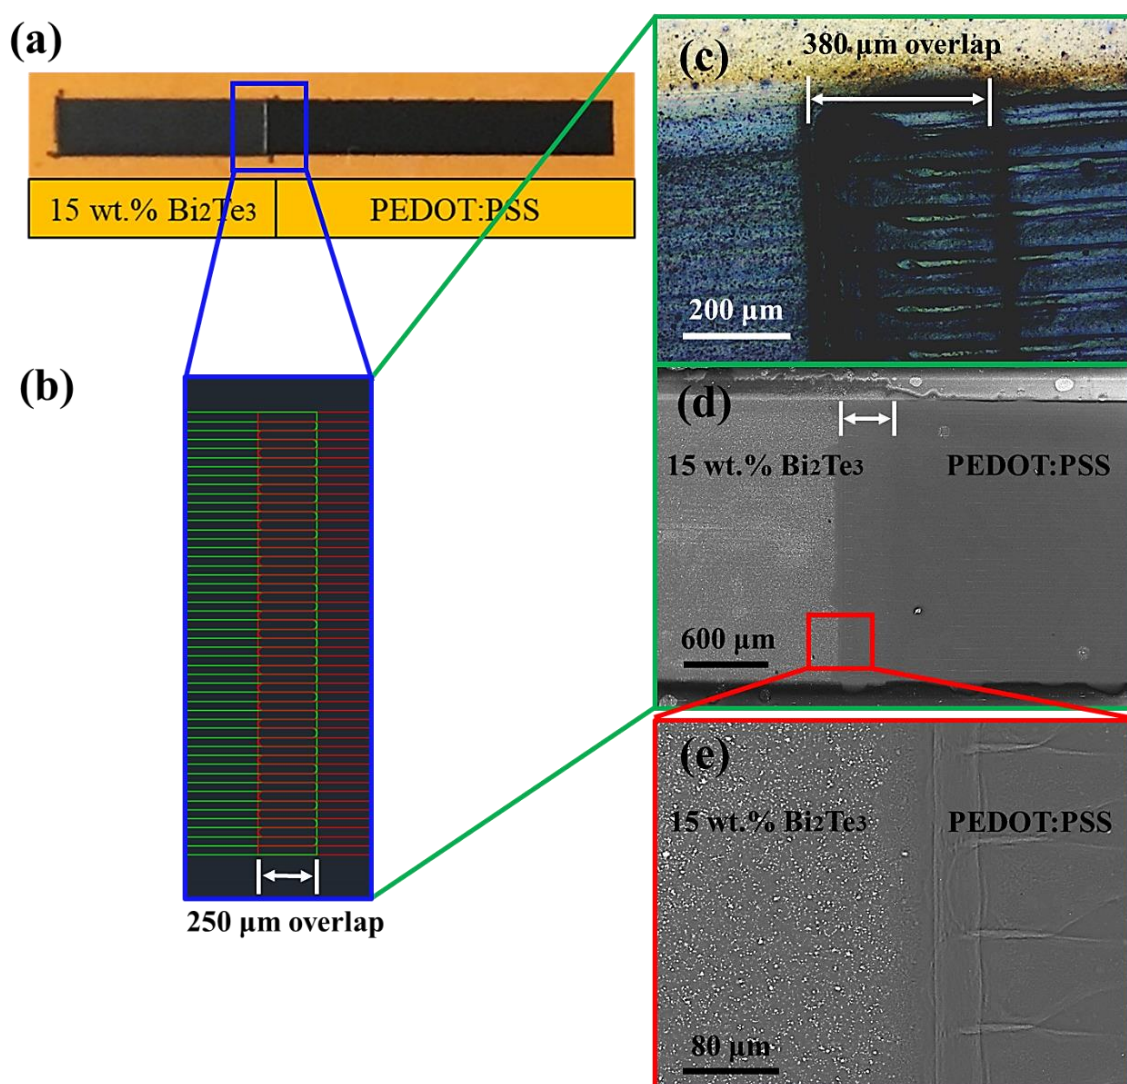 (a)
15 wt.% Bi₂Te₃
PEDOT:PSS
(b)
250 µm overlap
(c)
380 µm overlap
200 µm
(d)
15 wt.% Bi₂Te₃
PEDOT:PSS
600 µm
(e)
15 wt.% Bi₂Te₃
PEDOT:PSS
80 µm